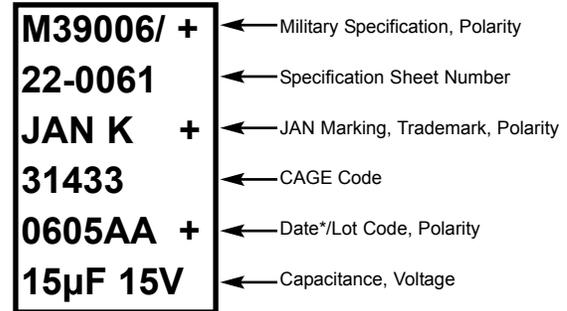 M39006/ + Military Specification, Polarity
22-0061 Specification Sheet Number
JAN K + JAN Marking, Trademark, Polarity
31433 CAGE Code
0605AA + Date*/Lot Code, Polarity
15µF 15V Capacitance, Voltage